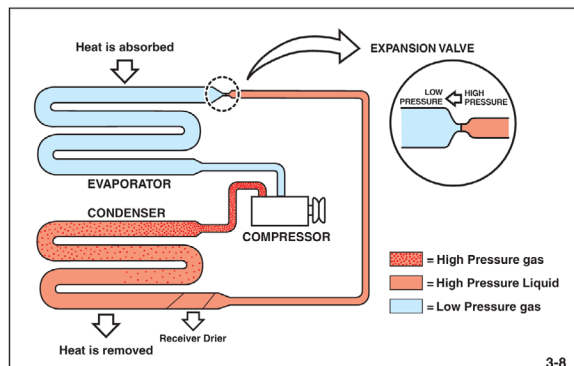 Heat is absorbed
EXPANSION VALVE
LOW
PRESSURE
HIGH
PRESSURE
EVAPORATOR
CONDENSER
COMPRESSOR
= High Pressure gas
= High Pressure Liquid
= Low Pressure gas
Heat is removed
Receiver Drier
3-8